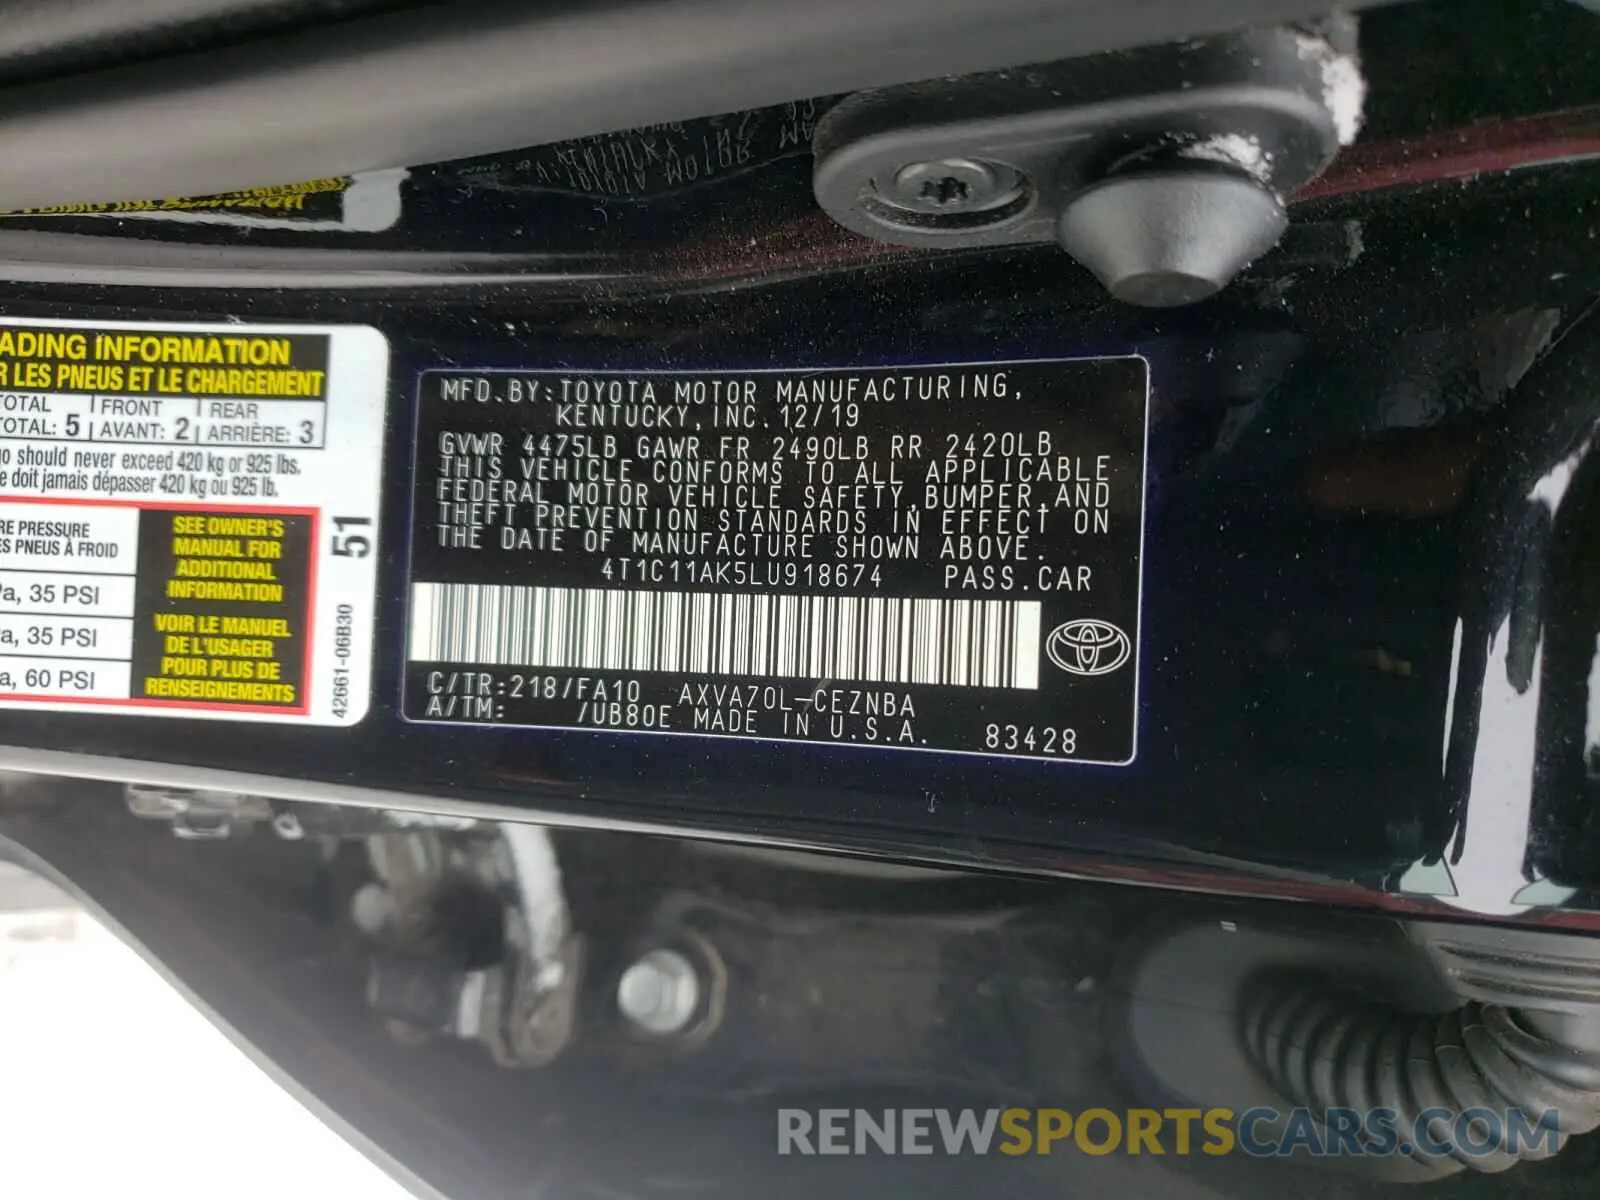 ADING INFORMATION
R LES PNEUS ET LE CHARGEMENT
TOTAL FRONT REAR
TOTAL: 5 AVANT: 2 ARRIÈRE: 3
go should never exceed 420 kg or 925 lbs.
e doit jamais dépasser 420 kg ou 925 lb.
RE PRESSURE
ES PNEUS À FROID
Pa, 35 PSI
a, 35 PSI
a, 60 PSI
SEE OWNER'S
MANUAL FOR
ADDITIONAL
INFORMATION
VOIR LE MANUEL
DE L'USAGER
POUR PLUS DE
RENSEIGNEMENTS
51
42661-06B30
MFD.BY:TOYOTA MOTOR MANUFACTURING,
KENTUCKY,INC.12/19
GVWR 4475LB GAWR FR 2490LB RR 2420LB
THIS VEHICLE CONFORMS TO ALL APPLICABLE
FEDERAL MOTOR VEHICLE SAFETY,BUMPER,AND
THEFT PREVENTION STANDARDS IN EFFECT ON
THE DATE OF MANUFACTURE SHOWN ABOVE.
4T1C11AK5LU918674 PASS.CAR
C/TR:218/FA10 AXVA70L-CEZNBA
A/TM: /UB80E MADE IN U.S.A. 83428
RENEWSPORTSCARS.COM